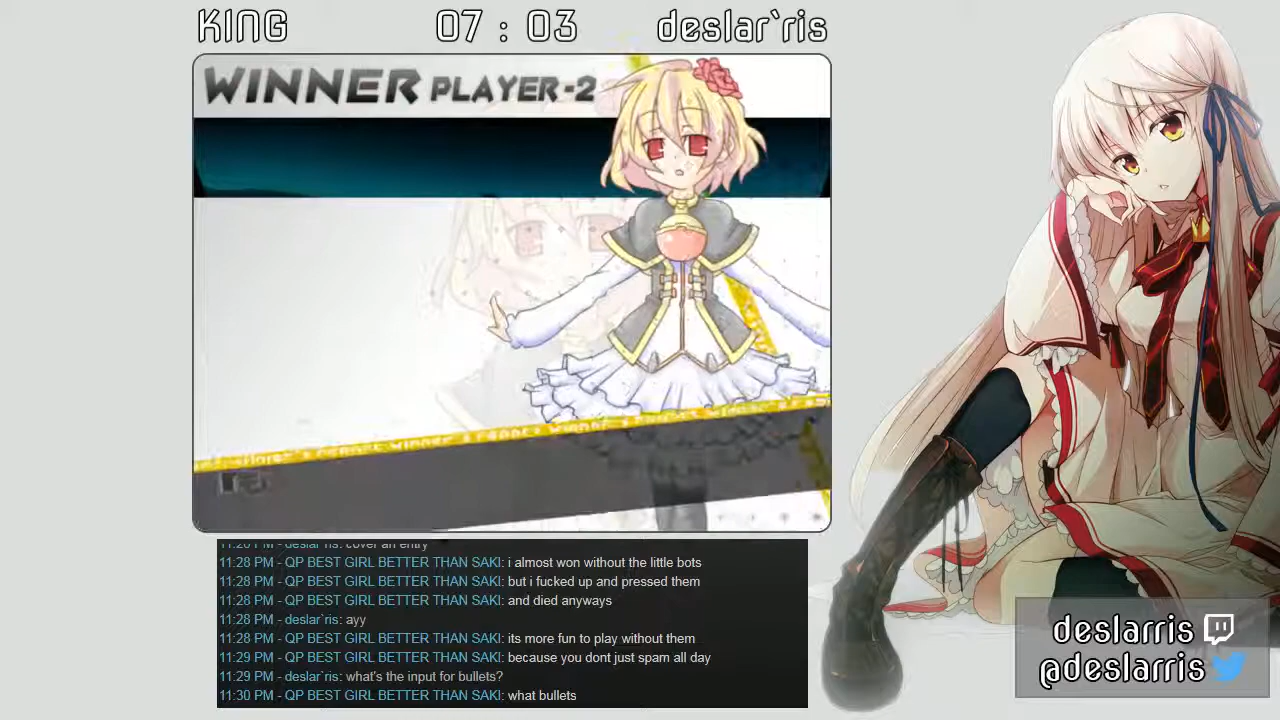 KING 07 : 03 deslar`ris
WINNER PLAYER-2
deslar`ris: cover an entry
11:28 PM - QP BEST GIRL BETTER THAN SAKI: i almost won without the little bots
11:28 PM - QP BEST GIRL BETTER THAN SAKI: but i fucked up and pressed them
11:28 PM - QP BEST GIRL BETTER THAN SAKI: and died anyways
11:28 PM - deslar`ris: ayy
11:28 PM - QP BEST GIRL BETTER THAN SAKI: its more fun to play without them
11:29 PM - QP BEST GIRL BETTER THAN SAKI: because you dont just spam all day
11:29 PM - deslar`ris: what's the input for bullets?
11:30 PM - QP BEST GIRL BETTER THAN SAKI: what bullets
deslarris
@deslarris